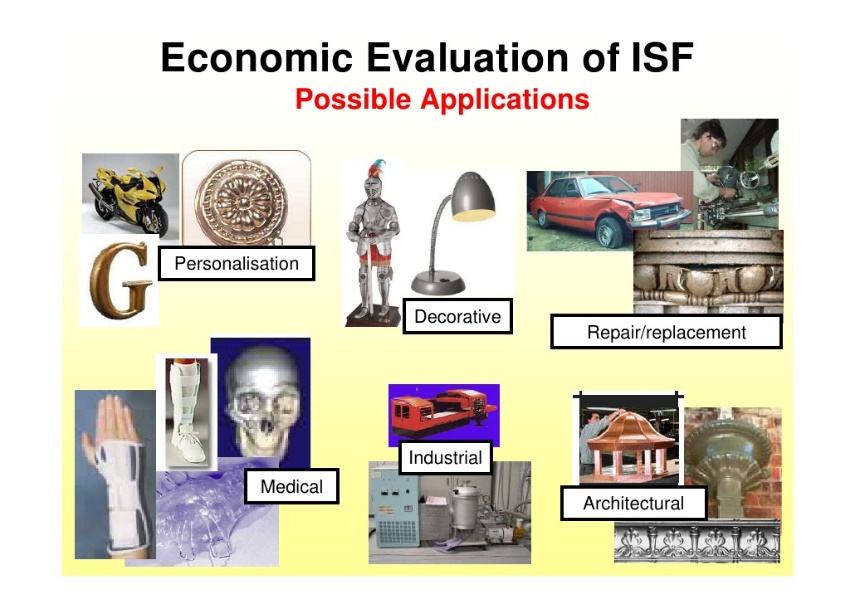 Economic Evaluation of ISF
Possible Applications
G
Personalisation
Decorative
Repair/replacement
Medical
Industrial
Architectural